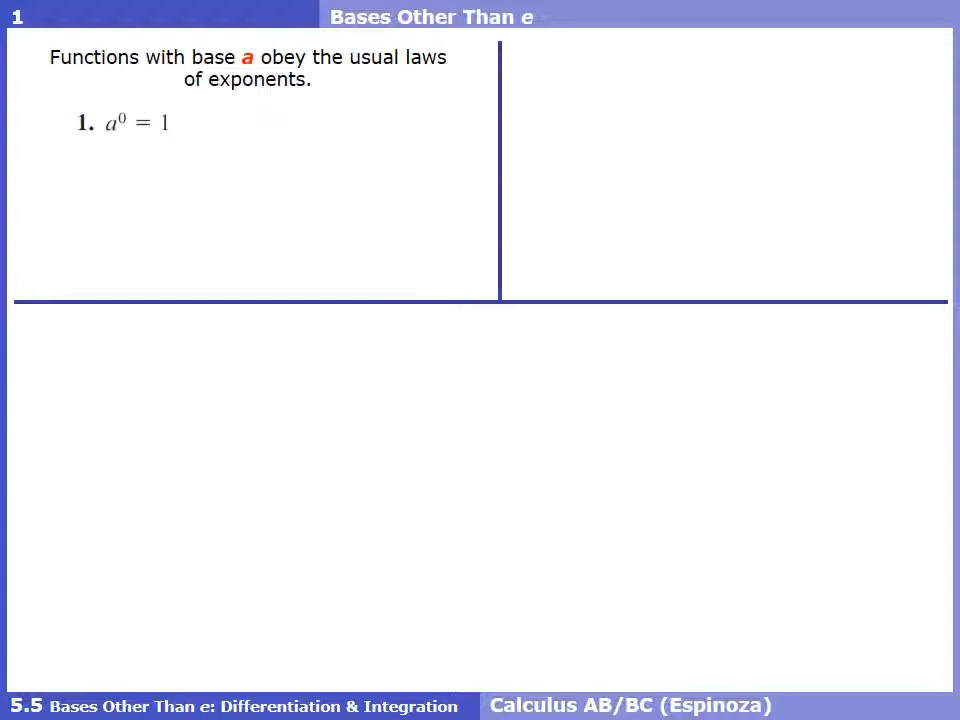 1
Bases Other Than e
Functions with base a obey the usual laws
of exponents.
1. a⁰ = 1
5.5 Bases Other Than e: Differentiation & Integration
Calculus AB/BC (Espinoza)